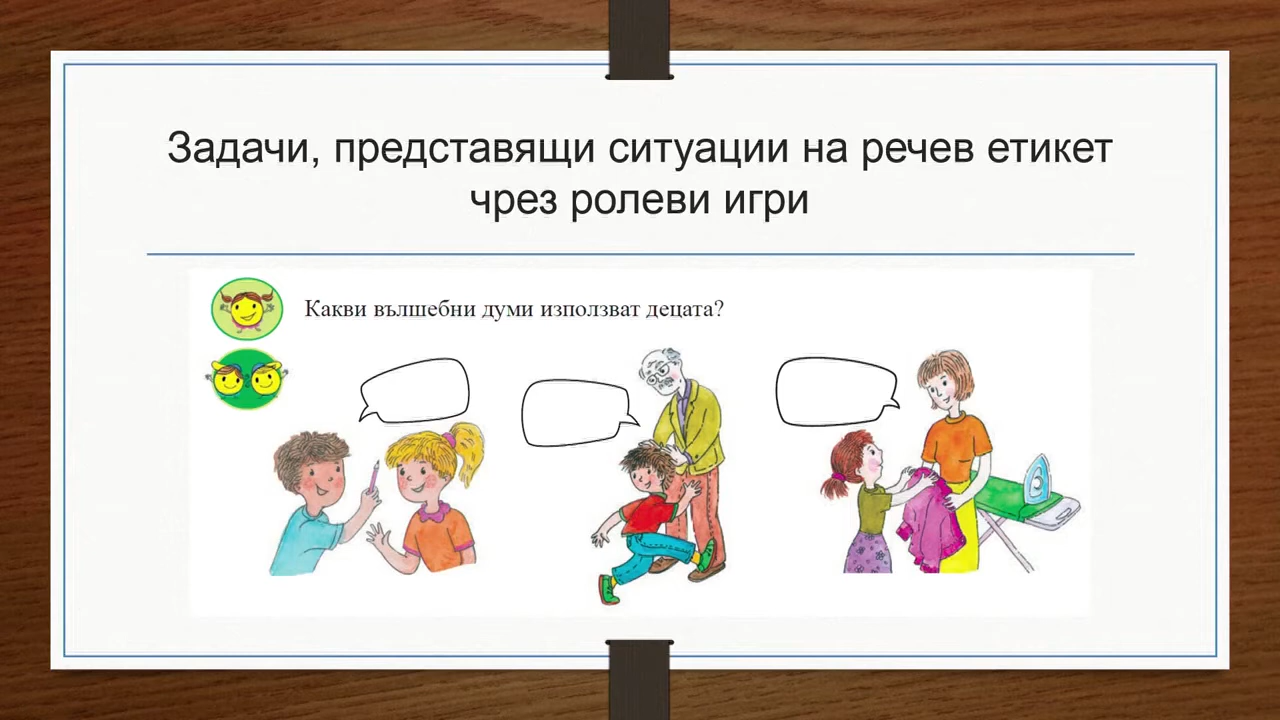 Задачи, представящи ситуации на речев етикет
чрез ролеви игри
Какви вълшебни думи използват децата?